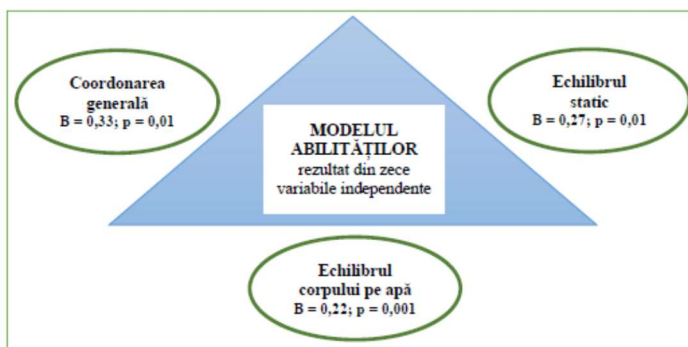 Coordonarea
generală
B = 0,33; p = 0,01
Echilibrul
static
B = 0,27; p = 0,01
MODELUL
ABILITĂȚILOR
rezultat din zece
variabile independente
Echilibrul
corpului pe apă
B = 0,22; p = 0,001